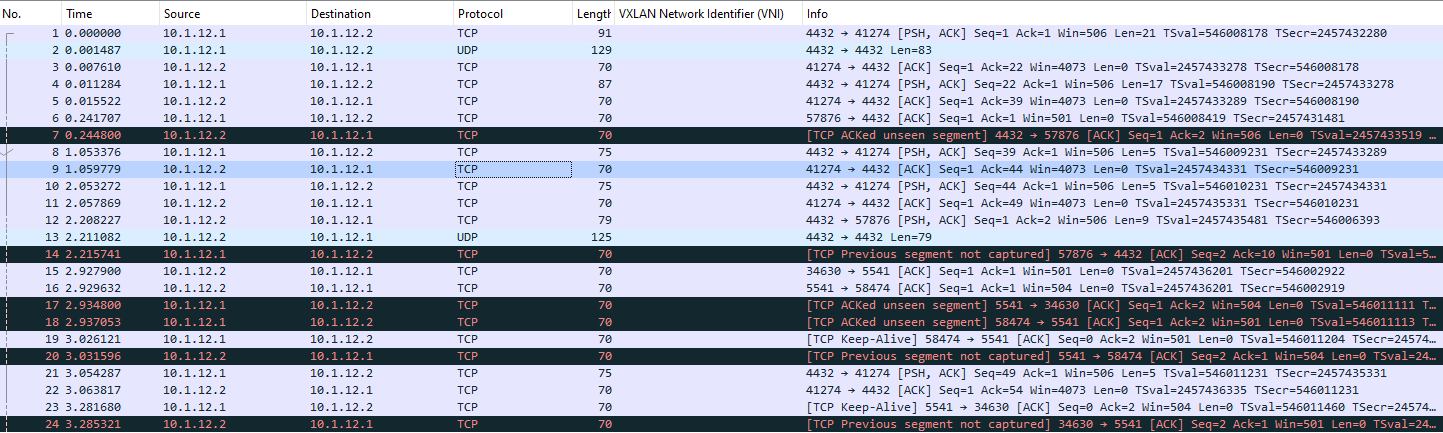 No. Time Source Destination Protocol Length VXLAN Network Identifier (VNI) Info
1 0.000000 10.1.12.1 10.1.12.2 TCP 91 4432 → 41274 [PSH, ACK] Seq=1 Ack=1 Win=506 Len=21 TSval=546008178 TSecr=2457432280
2 0.001487 10.1.12.1 10.1.12.2 UDP 129 4432 → 4432 Len=83
3 0.007610 10.1.12.2 10.1.12.1 TCP 70 41274 → 4432 [ACK] Seq=1 Ack=22 Win=4073 Len=0 TSval=2457433278 TSecr=546008178
4 0.011284 10.1.12.1 10.1.12.2 TCP 87 4432 → 41274 [PSH, ACK] Seq=22 Ack=1 Win=506 Len=17 TSval=546008190 TSecr=2457433278
5 0.015522 10.1.12.2 10.1.12.1 TCP 70 41274 → 4432 [ACK] Seq=1 Ack=39 Win=4073 Len=0 TSval=2457433289 TSecr=546008190
6 0.241707 10.1.12.1 10.1.12.2 TCP 70 57876 → 4432 [ACK] Seq=1 Ack=1 Win=501 Len=0 TSval=546008419 TSecr=2457431481
7 0.244800 10.1.12.2 10.1.12.1 TCP 70 [TCP ACKed unseen segment] 4432 → 57876 [ACK] Seq=1 Ack=2 Win=506 Len=0 TSval=2457433519 …
8 1.053376 10.1.12.1 10.1.12.2 TCP 75 4432 → 41274 [PSH, ACK] Seq=39 Ack=1 Win=506 Len=5 TSval=546009231 TSecr=2457433289
9 1.059779 10.1.12.2 10.1.12.1 TCP 70 41274 → 4432 [ACK] Seq=1 Ack=44 Win=4073 Len=0 TSval=2457434331 TSecr=546009231
10 2.053272 10.1.12.1 10.1.12.2 TCP 75 4432 → 41274 [PSH, ACK] Seq=44 Ack=1 Win=506 Len=5 TSval=546010231 TSecr=2457434331
11 2.057869 10.1.12.2 10.1.12.1 TCP 70 41274 → 4432 [ACK] Seq=1 Ack=49 Win=4073 Len=0 TSval=2457435331 TSecr=546010231
12 2.208227 10.1.12.2 10.1.12.1 TCP 79 4432 → 57876 [PSH, ACK] Seq=1 Ack=2 Win=506 Len=9 TSval=2457435481 TSecr=546006393
13 2.211082 10.1.12.2 10.1.12.1 UDP 125 4432 → 4432 Len=79
14 2.215741 10.1.12.1 10.1.12.2 TCP 70 [TCP Previous segment not captured] 57876 → 4432 [ACK] Seq=2 Ack=10 Win=501 Len=0 TSval=5…
15 2.927900 10.1.12.2 10.1.12.1 TCP 70 34630 → 5541 [ACK] Seq=1 Ack=1 Win=501 Len=0 TSval=2457436201 TSecr=546002922
16 2.929632 10.1.12.2 10.1.12.1 TCP 70 5541 → 58474 [ACK] Seq=1 Ack=1 Win=504 Len=0 TSval=2457436201 TSecr=546002919
17 2.934800 10.1.12.1 10.1.12.2 TCP 70 [TCP ACKed unseen segment] 5541 → 34630 [ACK] Seq=1 Ack=2 Win=504 Len=0 TSval=546011111 T…
18 2.937053 10.1.12.1 10.1.12.2 TCP 70 [TCP ACKed unseen segment] 58474 → 5541 [ACK] Seq=1 Ack=2 Win=501 Len=0 TSval=546011113 T…
19 3.026121 10.1.12.1 10.1.12.2 TCP 70 [TCP Keep-Alive] 58474 → 5541 [ACK] Seq=0 Ack=2 Win=501 Len=0 TSval=546011204 TSecr=24574…
20 3.031596 10.1.12.2 10.1.12.1 TCP 70 [TCP Previous segment not captured] 5541 → 58474 [ACK] Seq=2 Ack=1 Win=504 Len=0 TSval=24…
21 3.054287 10.1.12.1 10.1.12.2 TCP 75 4432 → 41274 [PSH, ACK] Seq=49 Ack=1 Win=506 Len=5 TSval=546011231 TSecr=2457435331
22 3.063817 10.1.12.2 10.1.12.1 TCP 70 41274 → 4432 [ACK] Seq=1 Ack=54 Win=4073 Len=0 TSval=2457436335 TSecr=546011231
23 3.281680 10.1.12.1 10.1.12.2 TCP 70 [TCP Keep-Alive] 5541 → 34630 [ACK] Seq=0 Ack=2 Win=504 Len=0 TSval=546011460 TSecr=24574…
24 3.285321 10.1.12.2 10.1.12.1 TCP 70 [TCP Previous segment not captured] 34630 → 5541 [ACK] Seq=2 Ack=1 Win=501 Len=0 TSval=24…